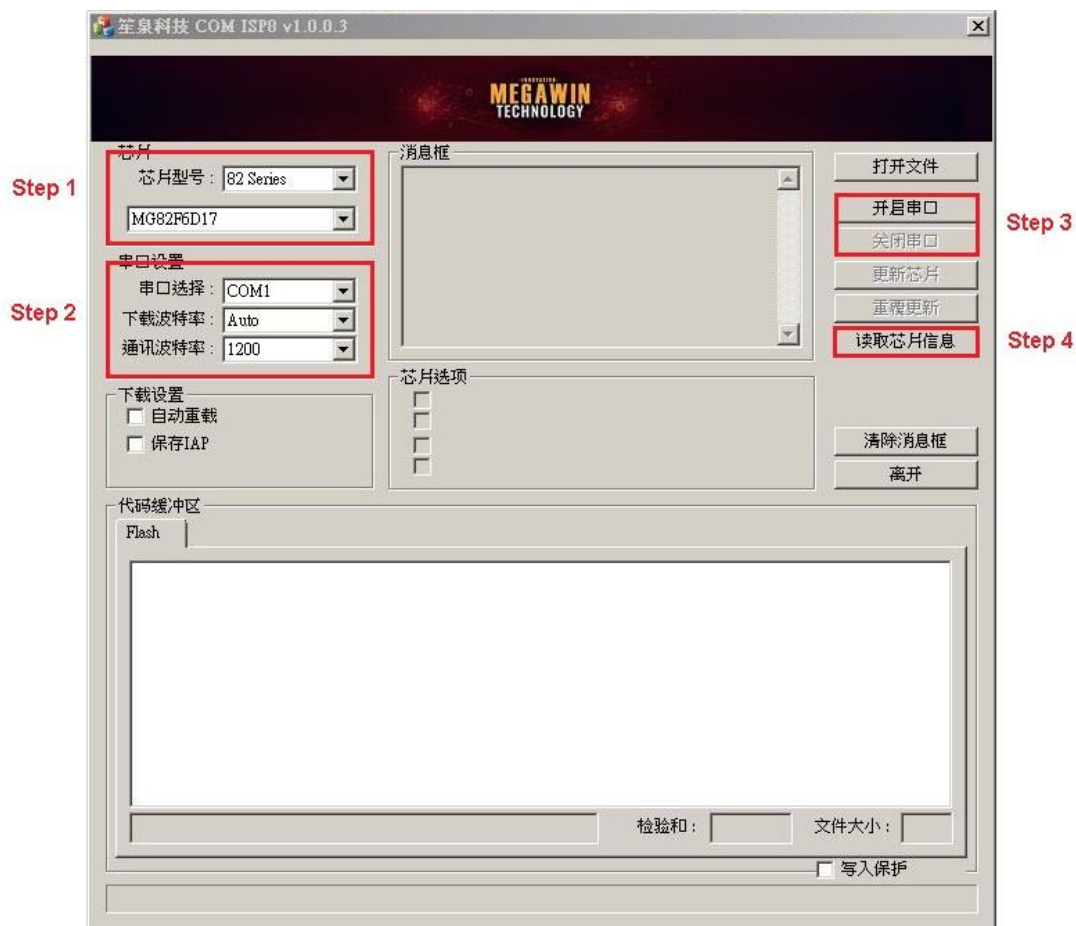 笙泉科技 COM ISP8 v1.0.0.3
INNOVATION
MEGAWIN
TECHNOLOGY
Step 1
芯片
芯片型号：82 Series
MG82F6D17
Step 2
串口设置
串口选择：COM1
下载波特率：Auto
通讯波特率：1200
下载设置
自动重载
保存IAP
消息框
芯片选项
打开文件
Step 3
开启串口
关闭串口
更新芯片
重覆更新
Step 4
读取芯片信息
清除消息框
离开
代码缓冲区
Flash
检验和：
文件大小：
写入保护